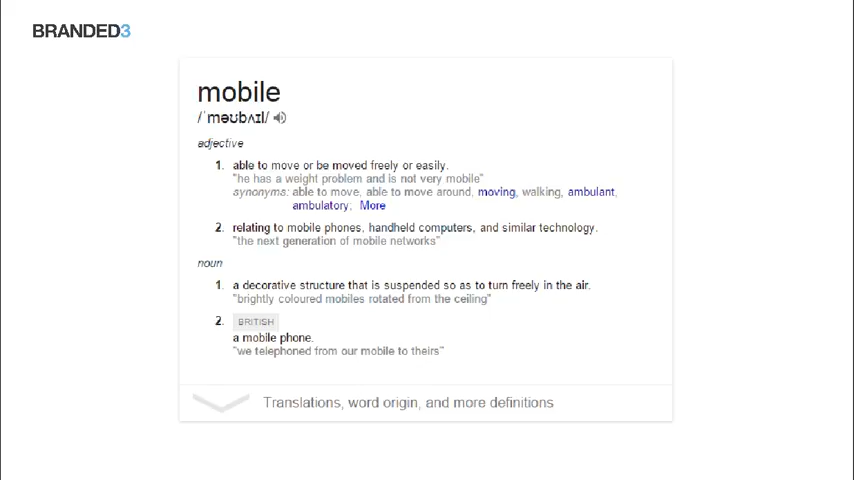 BRANDED3
mobile
/ˈməʊbʌɪl/
adjective
1. able to move or be moved freely or easily.
"he has a weight problem and is not very mobile"
synonyms: able to move, able to move around, moving, walking, ambulant,
ambulatory; More
2. relating to mobile phones, handheld computers, and similar technology.
"the next generation of mobile networks"
noun
1. a decorative structure that is suspended so as to turn freely in the air.
"brightly coloured mobiles rotated from the ceiling"
2. BRITISH
a mobile phone.
"we telephoned from our mobile to theirs"
Translations, word origin, and more definitions